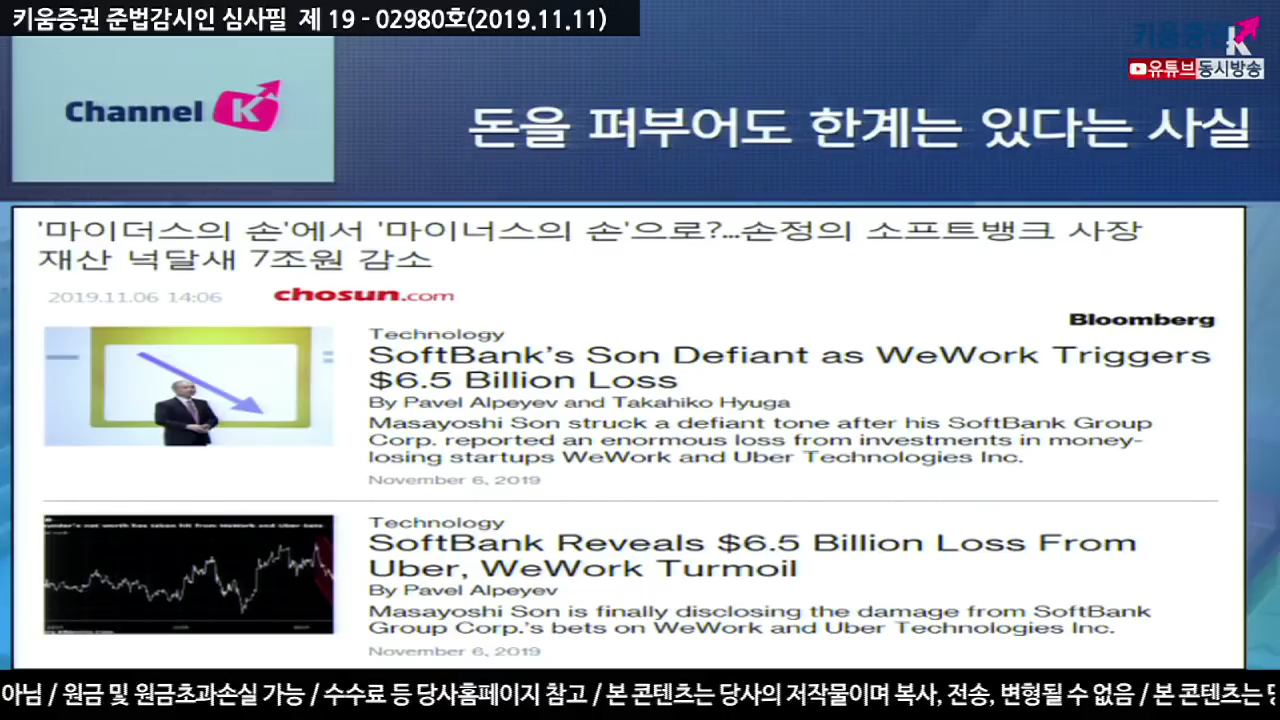 키움증권 준법감시인 심사필 제 19 - 02980호(2019.11.11)
키움증권 K
유튜브 동시방송
Channel K
돈을 퍼부어도 한계는 있다는 사실
'마이더스의 손'에서 '마이너스의 손'으로?...손정의 소프트뱅크 사장
재산 넉달새 7조원 감소
2019.11.06 14:06 chosun.com
Bloomberg
Technology
SoftBank's Son Defiant as WeWork Triggers
$6.5 Billion Loss
By Pavel Alpeyev and Takahiko Hyuga
Masayoshi Son struck a defiant tone after his SoftBank Group
Corp. reported an enormous loss from investments in money-
losing startups WeWork and Uber Technologies Inc.
November 6, 2019
under's net worth has taken hit from WeWork and Uber bets
Technology
SoftBank Reveals $6.5 Billion Loss From
Uber, WeWork Turmoil
By Pavel Alpeyev
Masayoshi Son is finally disclosing the damage from SoftBank
Group Corp.'s bets on WeWork and Uber Technologies Inc.
November 6, 2019
아님 / 원금 및 원금초과손실 가능 / 수수료 등 당사홈페이지 참고 / 본 콘텐츠는 당사의 저작물이며 복사, 전송, 변형될 수 없음 / 본 콘텐츠는